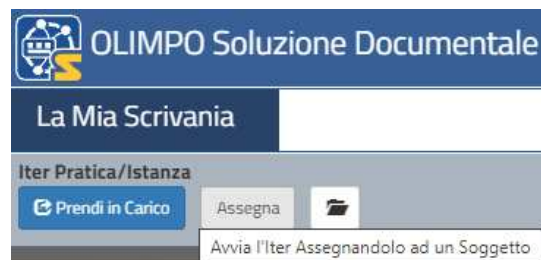 OLIMPO Soluzione Documentale
La Mia Scrivania
Iter Pratica/Istanza
Prendi in Carico Assegna
Avvia l'Iter Assegnandolo ad un Soggetto